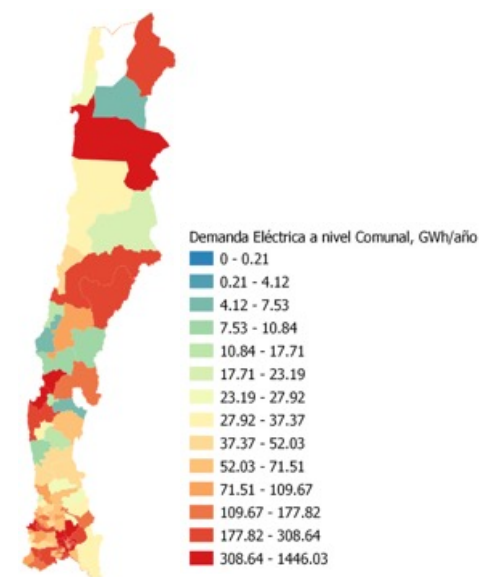 Demanda Eléctrica a nivel Comunal, GWh/año
0 - 0.21
0.21 - 4.12
4.12 - 7.53
7.53 - 10.84
10.84 - 17.71
17.71 - 23.19
23.19 - 27.92
27.92 - 37.37
37.37 - 52.03
52.03 - 71.51
71.51 - 109.67
109.67 - 177.82
177.82 - 308.64
308.64 - 1446.03